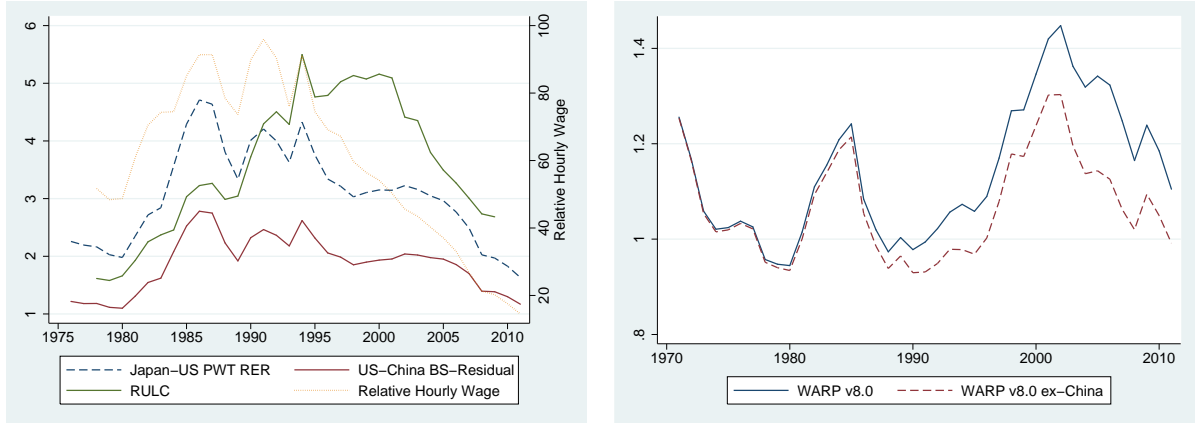 6
5
4
3
2
1
100
80
60
40
20
Relative Hourly Wage
1975 1980 1985 1990 1995 2000 2005 2010
Japan−US PWT RER US−China BS−Residual
RULC Relative Hourly Wage
1.4
1.2
1
.8
1970 1980 1990 2000 2010
WARP v8.0 WARP v8.0 ex−China